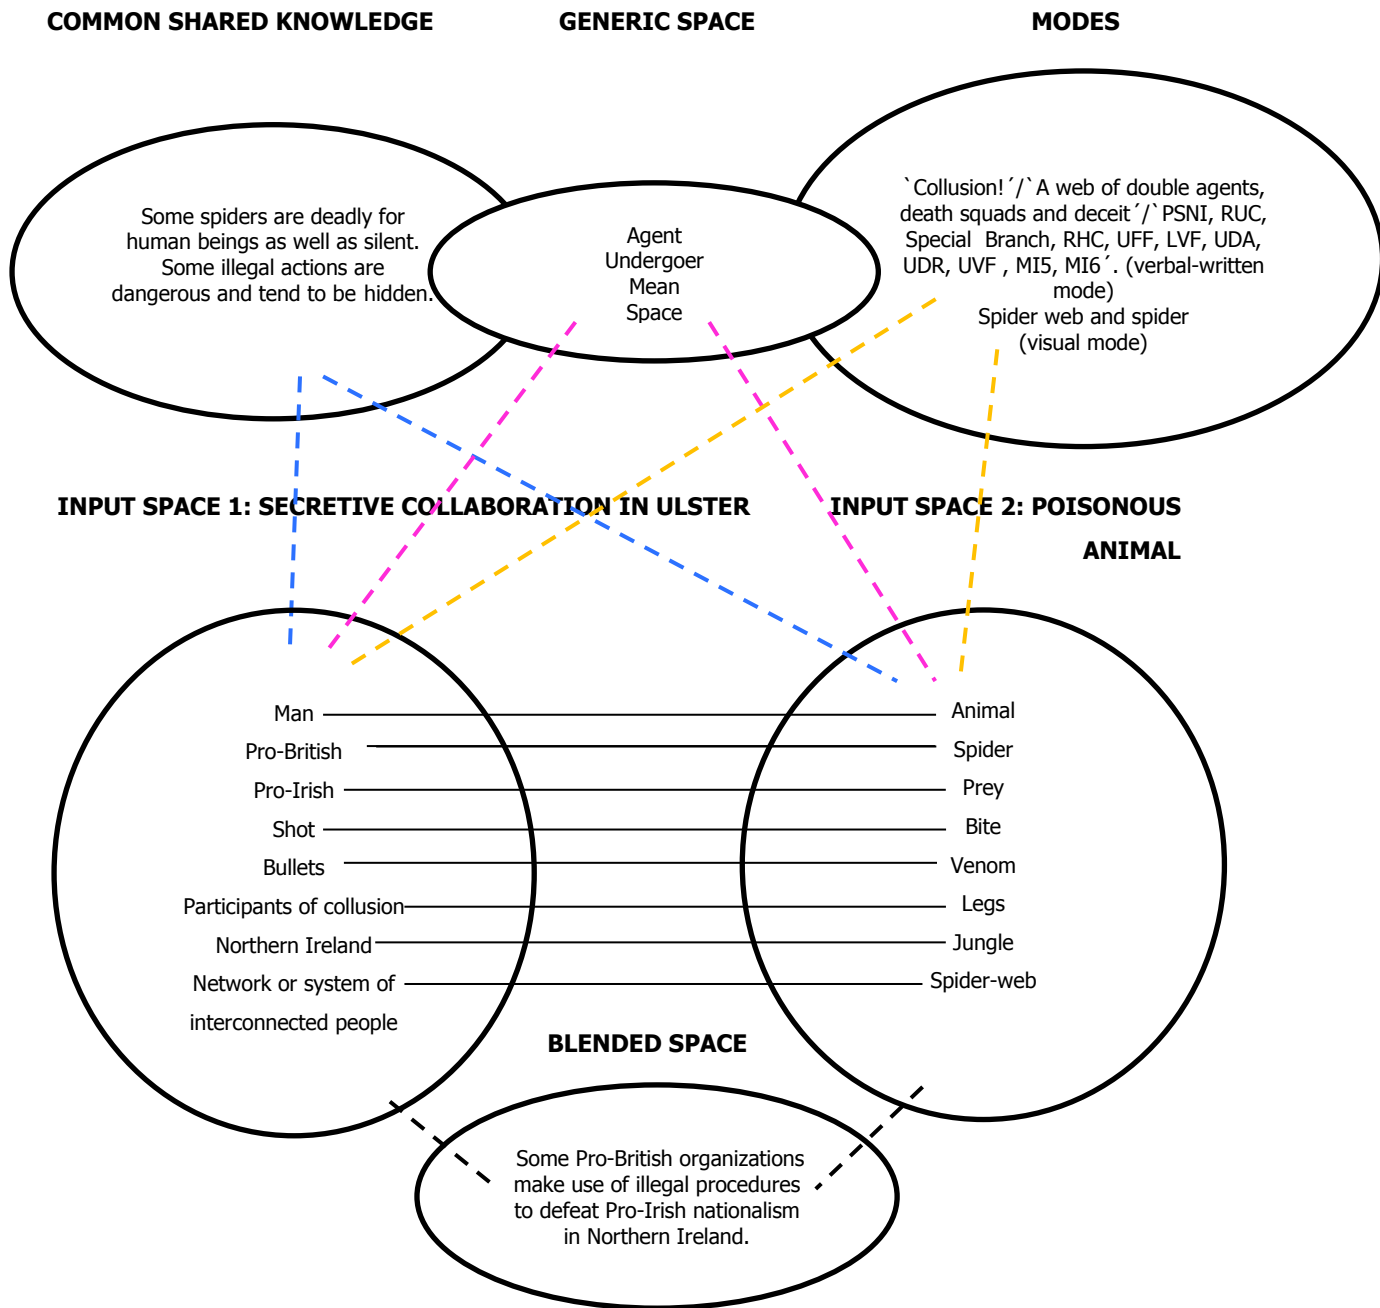 COMMON SHARED KNOWLEDGE
GENERIC SPACE
MODES
Some spiders are deadly for
human beings as well as silent.
Some illegal actions are
dangerous and tend to be hidden.
Agent
Undergoer
Mean
Space
`Collusion!´/`A web of double agents,
death squads and deceit´/`PSNI, RUC,
Special Branch, RHC, UFF, LVF, UDA,
UDR, UVF , MI5, MI6´. (verbal-written
mode)
Spider web and spider
(visual mode)
INPUT SPACE 1: SECRETIVE COLLABORATION IN ULSTER
INPUT SPACE 2: POISONOUS
ANIMAL
Man
Pro-British
Pro-Irish
Shot
Bullets
Participants of collusion
Northern Ireland
Network or system of
interconnected people
Animal
Spider
Prey
Bite
Venom
Legs
Jungle
Spider-web
BLENDED SPACE
Some Pro-British organizations
make use of illegal procedures
to defeat Pro-Irish nationalism
in Northern Ireland.